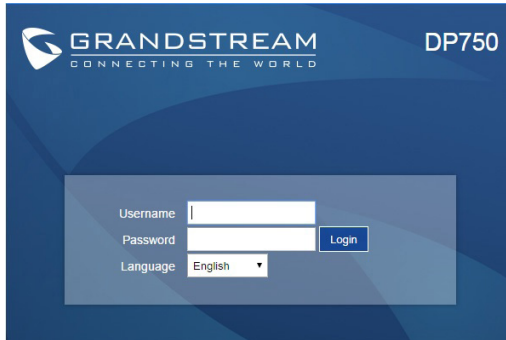 GRANDSTREAM
CONNECTING THE WORLD
DP750
Username
Password
Login
Language
English